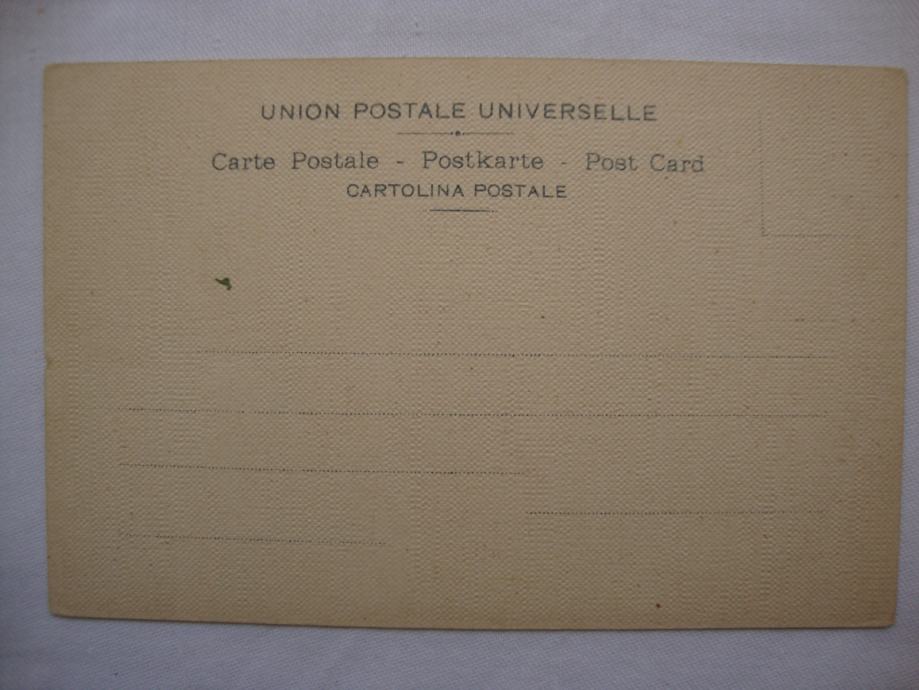 UNION POSTALE UNIVERSELLE
Carte Postale - Postkarte - Post Card
CARTOLINA POSTALE